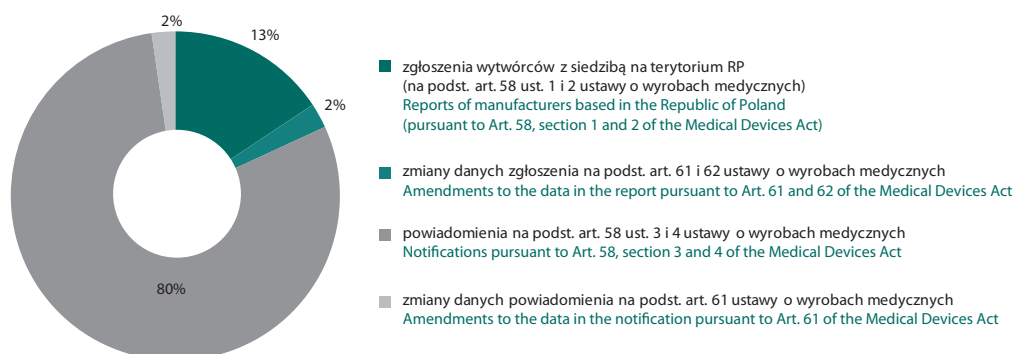 2%
13%
2%
80%
zgłoszenia wytwórców z siedzibą na terytorium RP
(na podst. art. 58 ust. 1 i 2 ustawy o wyrobach medycznych)
Reports of manufacturers based in the Republic of Poland
(pursuant to Art. 58, section 1 and 2 of the Medical Devices Act)
zmiany danych zgłoszenia na podst. art. 61 i 62 ustawy o wyrobach medycznych
Amendments to the data in the report pursuant to Art. 61 and 62 of the Medical Devices Act
powiadomienia na podst. art. 58 ust. 3 i 4 ustawy o wyrobach medycznych
Notifications pursuant to Art. 58, section 3 and 4 of the Medical Devices Act
zmiany danych powiadomienia na podst. art. 61 ustawy o wyrobach medycznych
Amendments to the data in the notification pursuant to Art. 61 of the Medical Devices Act